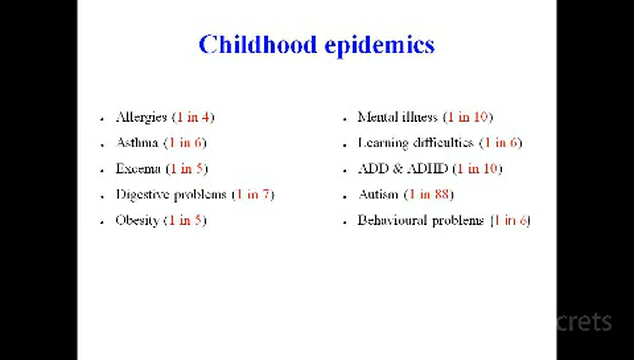 Childhood epidemics
Allergies (1 in 4)
Asthma (1 in 6)
Excema (1 in 5)
Digestive problems (1 in 7)
Obesity (1 in 5)
Mental illness (1 in 10)
Learning difficulties (1 in 6)
ADD & ADHD (1 in 10)
Autism (1 in 88)
Behavioural problems (1 in 6)
crets